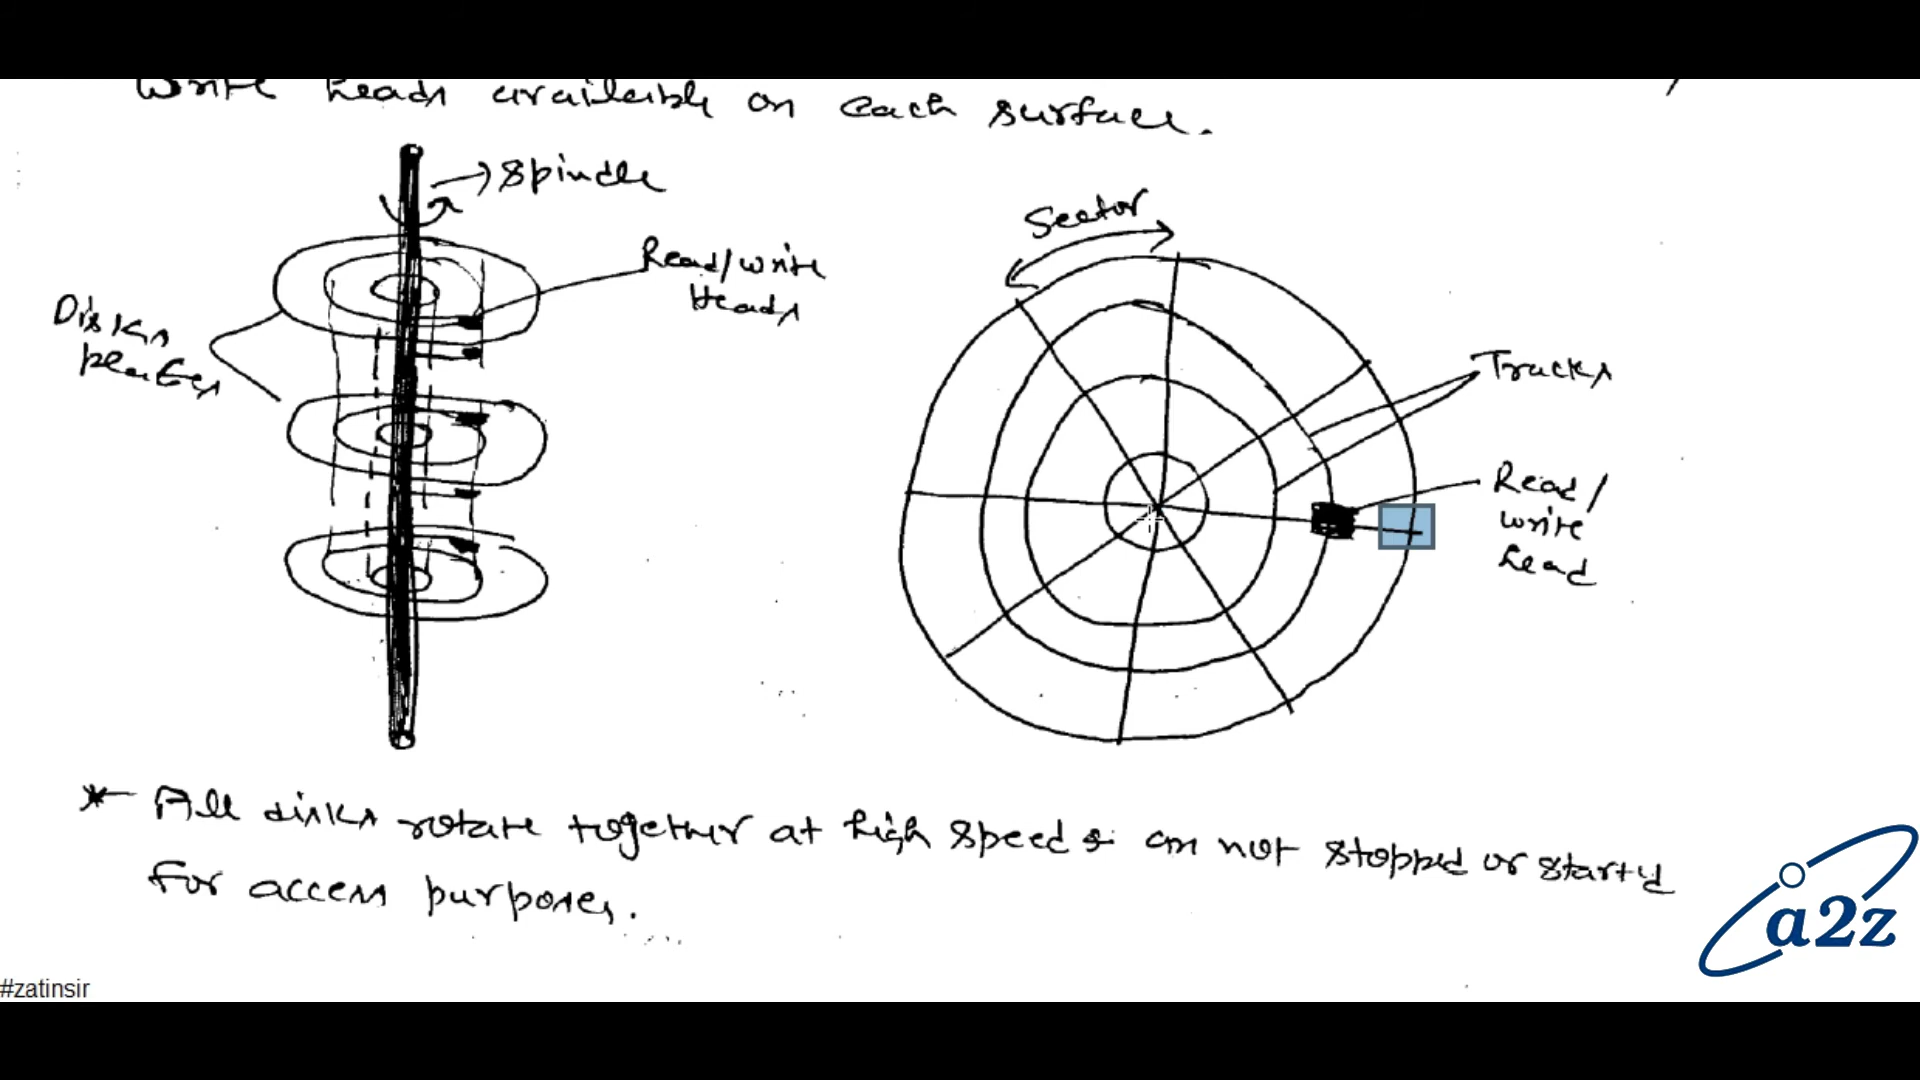 write heads available on each surface.
Spindle
Read/write
Heads
Disks
platters
Sector
Tracks
Read/
write
head
* All disks rotate together at high speed & can not stopped or started
for access purposes.
a2z
#zatinsir